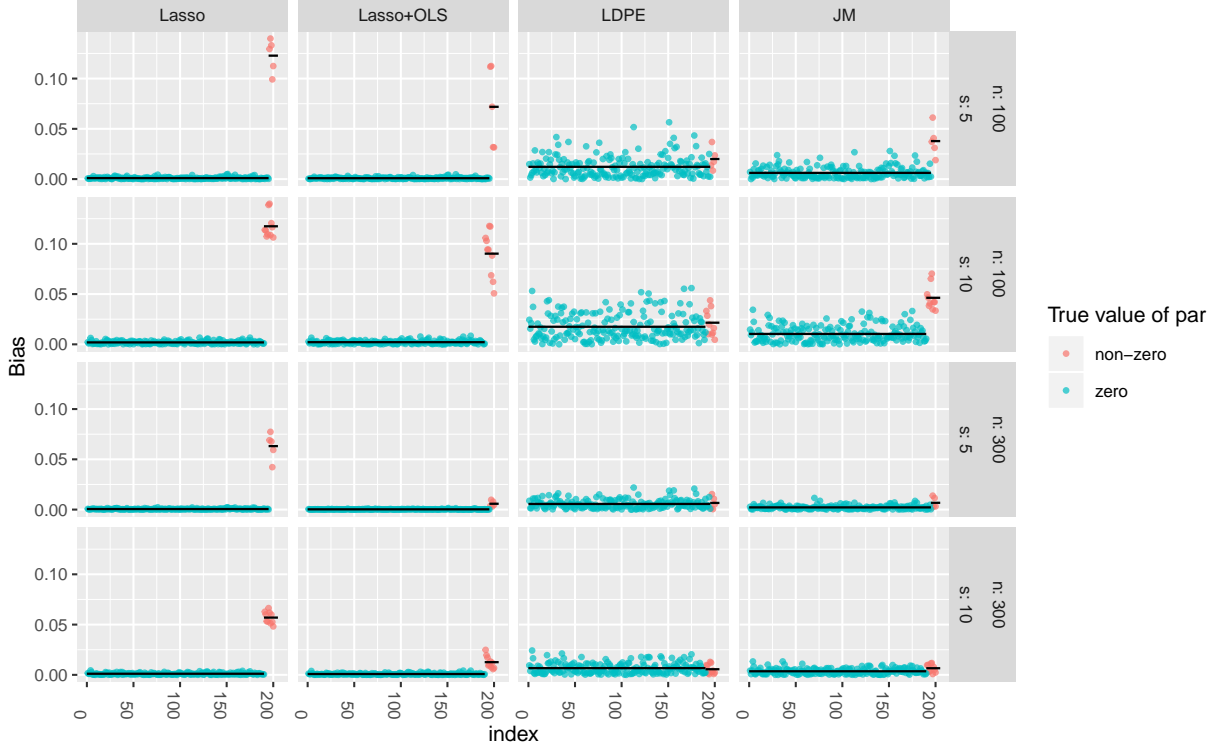 Lasso
Lasso+OLS
LDPE
JM
0.10
0.05
0.00
n: 100
s: 5
0.10
0.05
0.00
n: 100
s: 10
0.10
0.05
0.00
n: 300
s: 5
0.10
0.05
0.00
n: 300
s: 10
Bias
0
50
100
150
200
0
50
100
150
200
0
50
100
150
200
0
50
100
150
200
index
True value of par
non−zero
zero